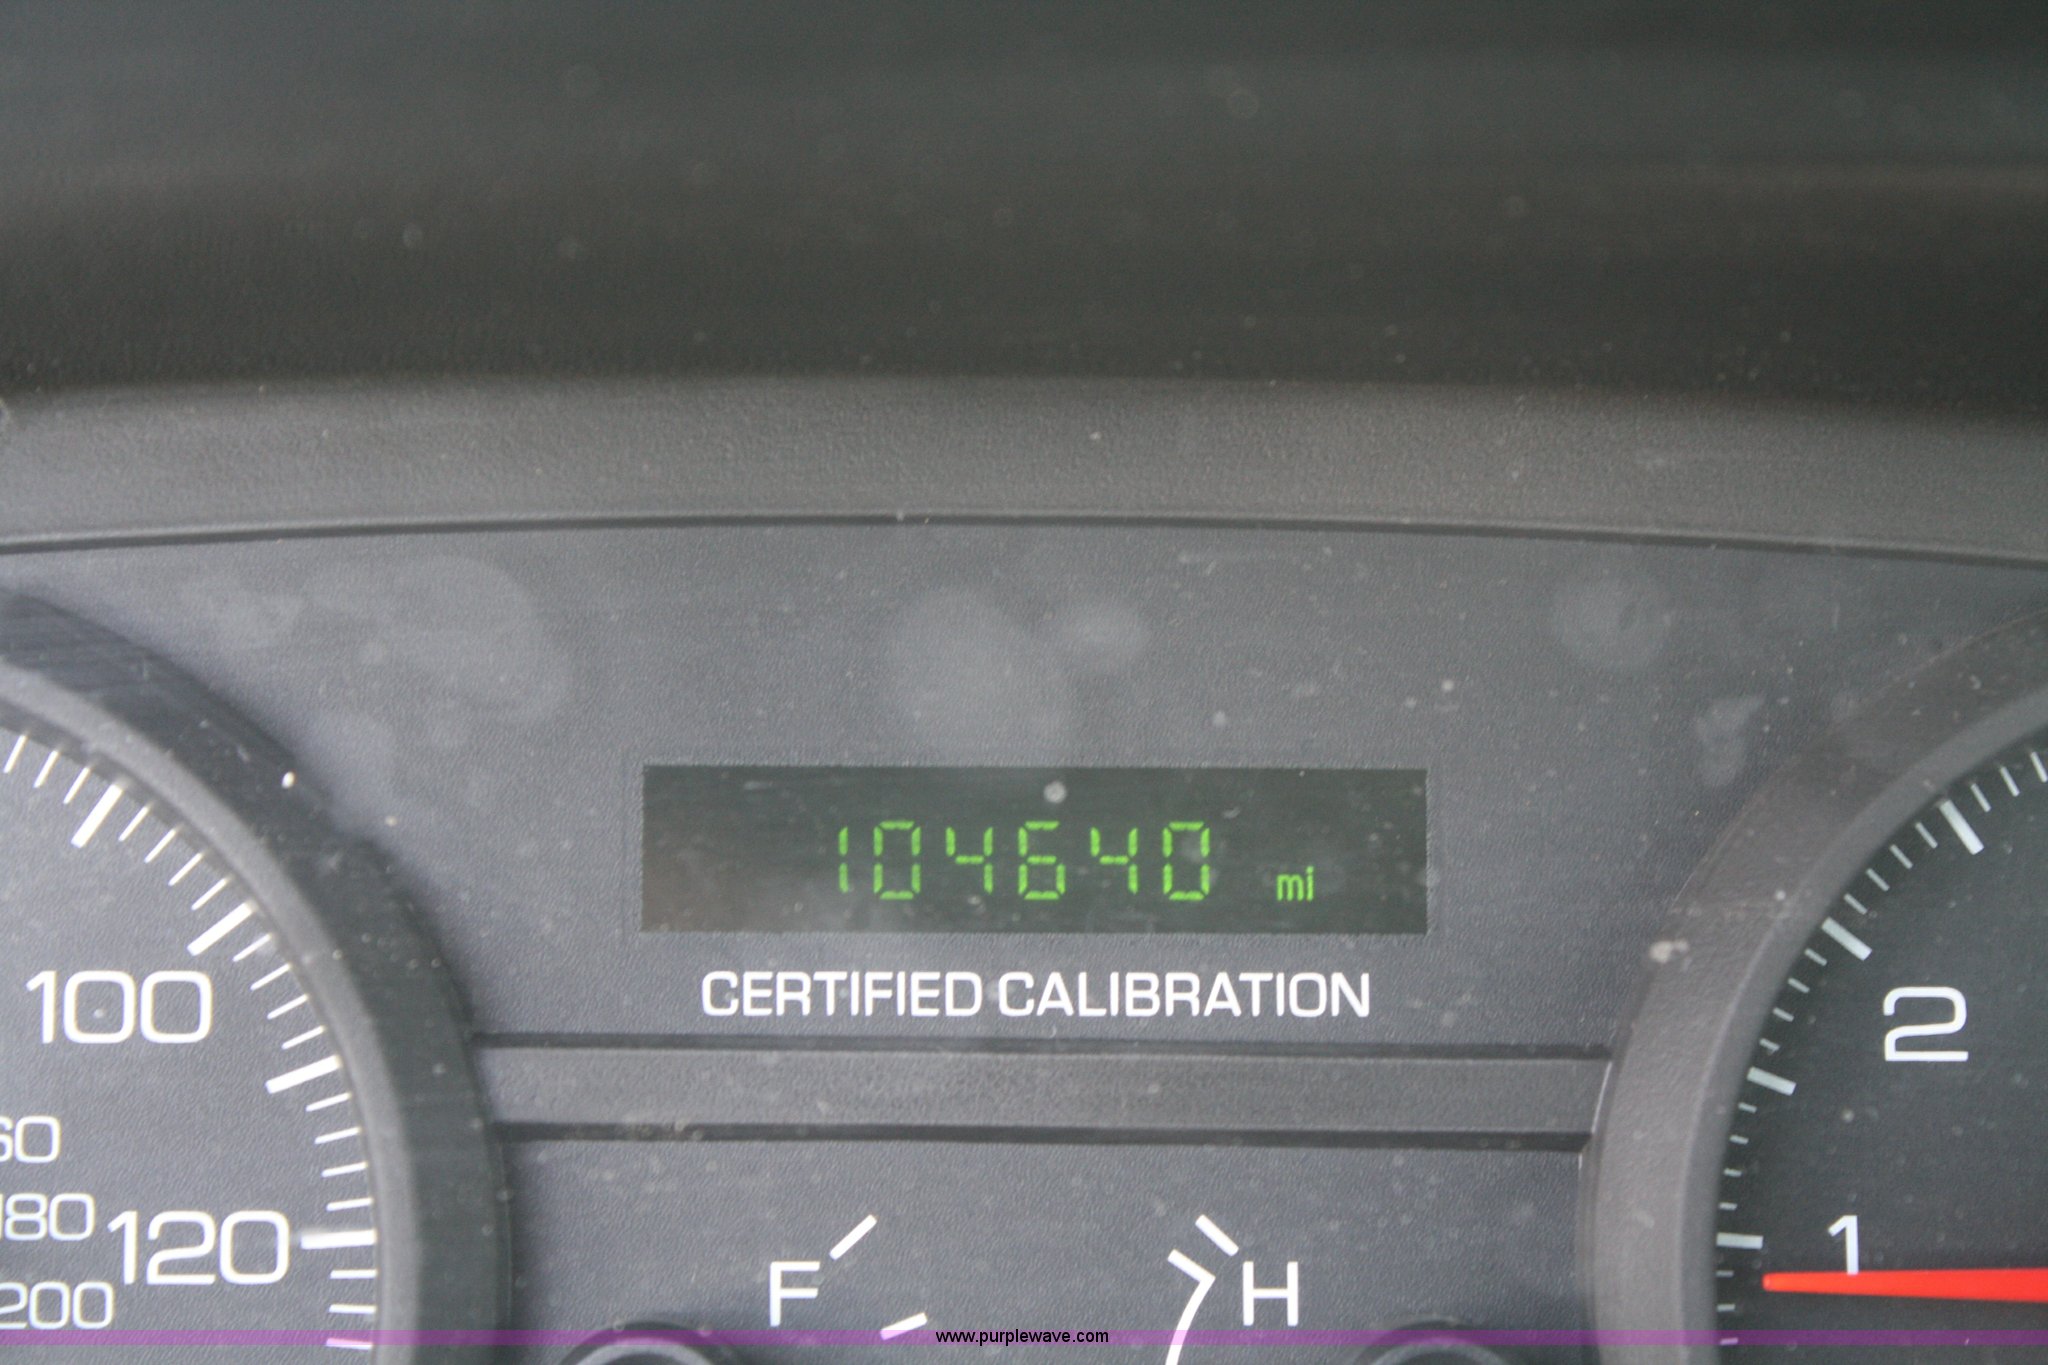 104640 mi
CERTIFIED CALIBRATION
100
60
180
120
200
F
H
2
1
www.purplewave.com